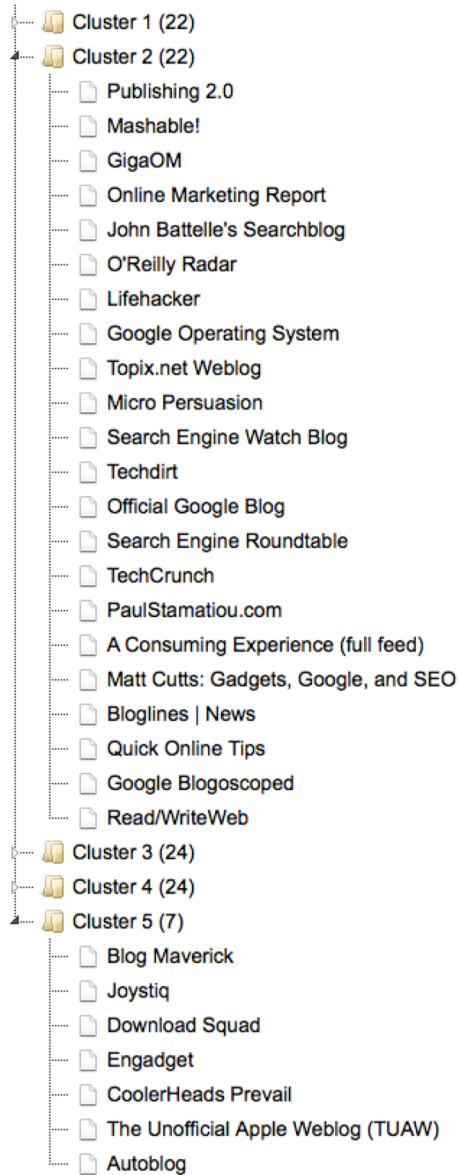 Cluster 1 (22)
Cluster 2 (22)
Publishing 2.0
Mashable!
GigaOM
Online Marketing Report
John Battelle's Searchblog
O'Reilly Radar
Lifehacker
Google Operating System
Topix.net Weblog
Micro Persuasion
Search Engine Watch Blog
Techdirt
Official Google Blog
Search Engine Roundtable
TechCrunch
PaulStamatiou.com
A Consuming Experience (full feed)
Matt Cutts: Gadgets, Google, and SEO
Bloglines | News
Quick Online Tips
Google Blogoscoped
Read/WriteWeb
Cluster 3 (24)
Cluster 4 (24)
Cluster 5 (7)
Blog Maverick
Joystiq
Download Squad
Engadget
CoolerHeads Prevail
The Unofficial Apple Weblog (TUAW)
Autoblog